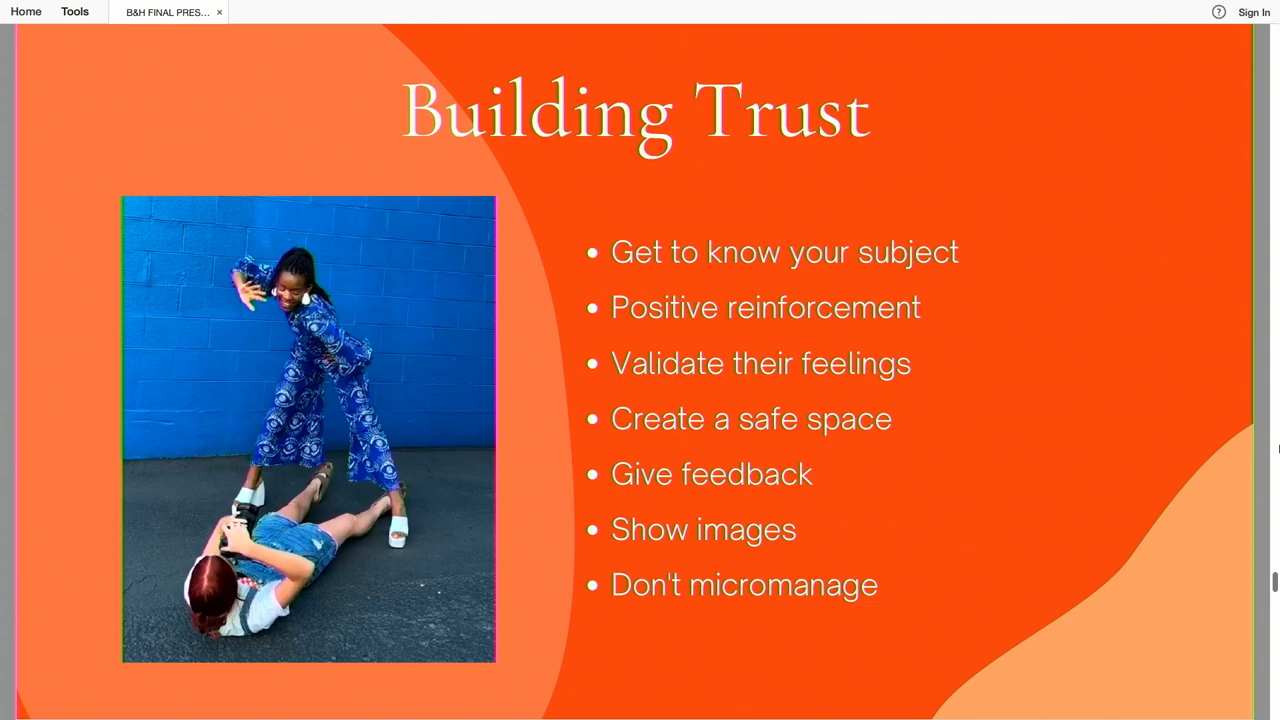 Home Tools B&H FINAL PRES... × ? Sign In
Building Trust
• Get to know your subject
• Positive reinforcement
• Validate their feelings
• Create a safe space
• Give feedback
• Show images
• Don't micromanage